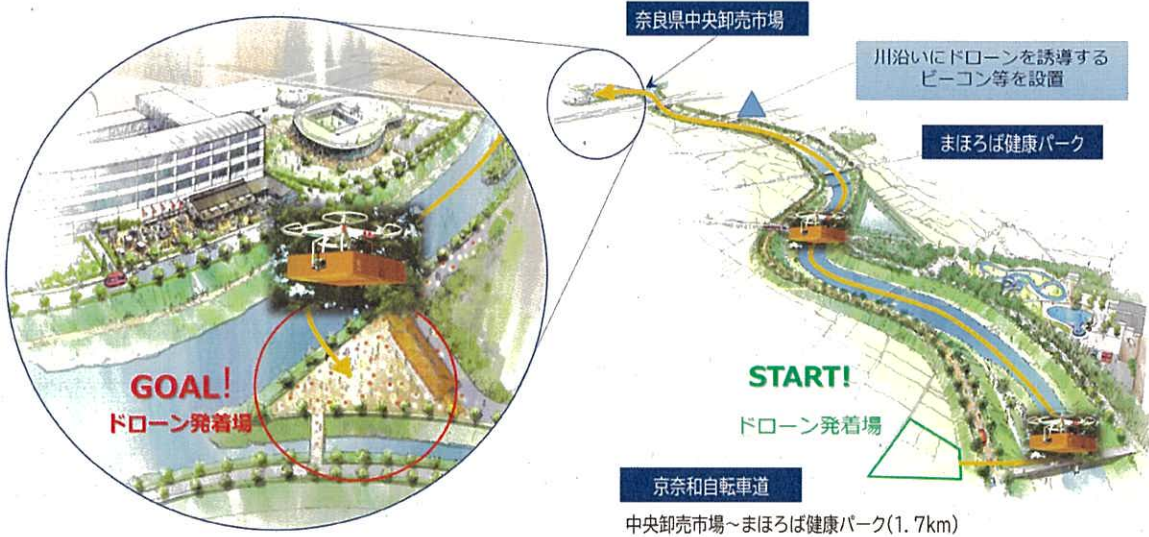 奈良県中央卸売市場
川沿いにドローンを誘導する
ビーコン等を設置
まほろば健康パーク
GOAL!
ドローン発着場
START!
ドローン発着場
京奈和自転車道
中央卸売市場～まほろば健康パーク(1.7km)